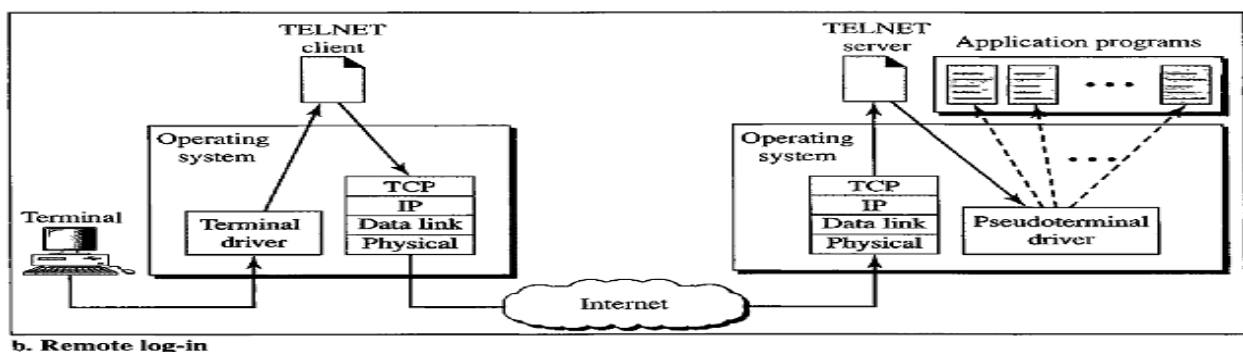 TELNET
client
TELNET
server
Application programs
Operating
system
TCP
IP
Data link
Physical
Terminal
driver
Terminal
Operating
system
TCP
IP
Data link
Physical
Pseudoterminal
driver
Internet
b. Remote log-in